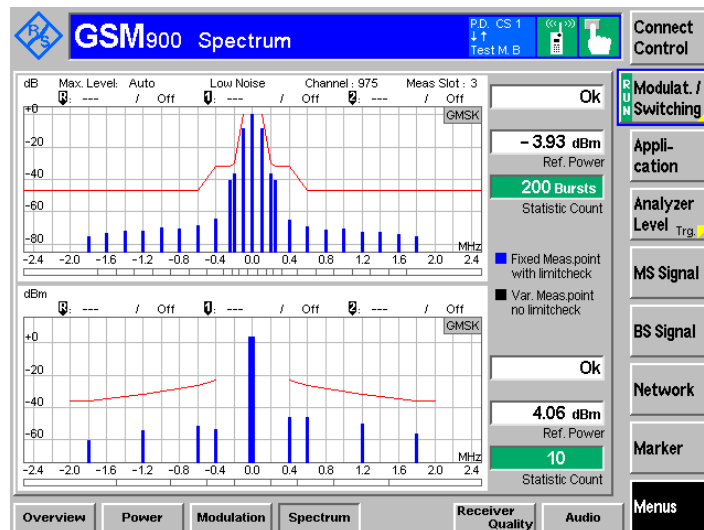 R&S
GSM900 Spectrum
P.D. CS 1
Test M. B
Connect Control
RUN
Modulat. / Switching
Appli-cation
Analyzer Level Trg.
MS Signal
BS Signal
Network
Marker
Menus
dB Max. Level: Auto Low Noise Channel : 975 Meas Slot : 3
R: --- / Off 1: --- / Off 2: --- / Off
GMSK
+0
-20
-40
-60
-80
MHz
-2.4 -2.0 -1.6 -1.2 -0.8 -0.4 0.0 0.4 0.8 1.2 1.6 2.0 2.4
Ok
-3.93 dBm
Ref. Power
200 Bursts
Statistic Count
Fixed Meas.point
with limitcheck
Var. Meas.point
no limitcheck
dBm
R: --- / Off 1: --- / Off 2: --- / Off
GMSK
+0
-20
-40
-60
MHz
-2.4 -2.0 -1.6 -1.2 -0.8 -0.4 0.0 0.4 0.8 1.2 1.6 2.0 2.4
Ok
4.06 dBm
Ref. Power
10
Statistic Count
Overview Power Modulation Spectrum Receiver Quality Audio